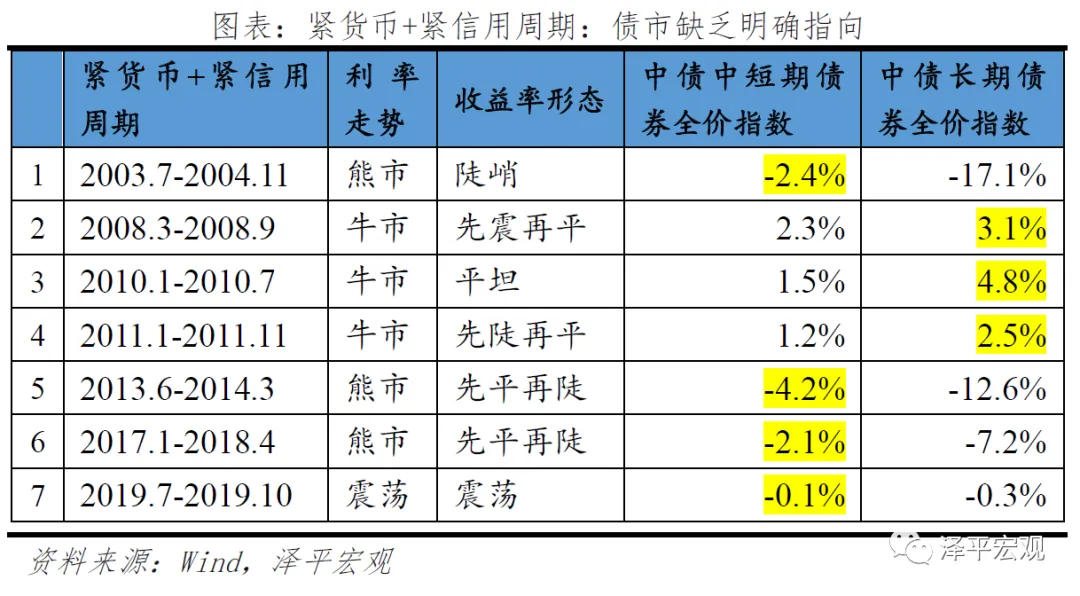 图表：紧货币+紧信用周期：债市缺乏明确指向
紧货币+紧信用周期 利率走势 收益率形态 中债中短期债券全价指数 中债长期债券全价指数
1 2003.7-2004.11 熊市 陡峭 -2.4% -17.1%
2 2008.3-2008.9 牛市 先震再平 2.3% 3.1%
3 2010.1-2010.7 牛市 平坦 1.5% 4.8%
4 2011.1-2011.11 牛市 先陡再平 1.2% 2.5%
5 2013.6-2014.3 熊市 先平再陡 -4.2% -12.6%
6 2017.1-2018.4 熊市 先平再陡 -2.1% -7.2%
7 2019.7-2019.10 震荡 震荡 -0.1% -0.3%
资料来源：Wind，泽平宏观
泽平宏观